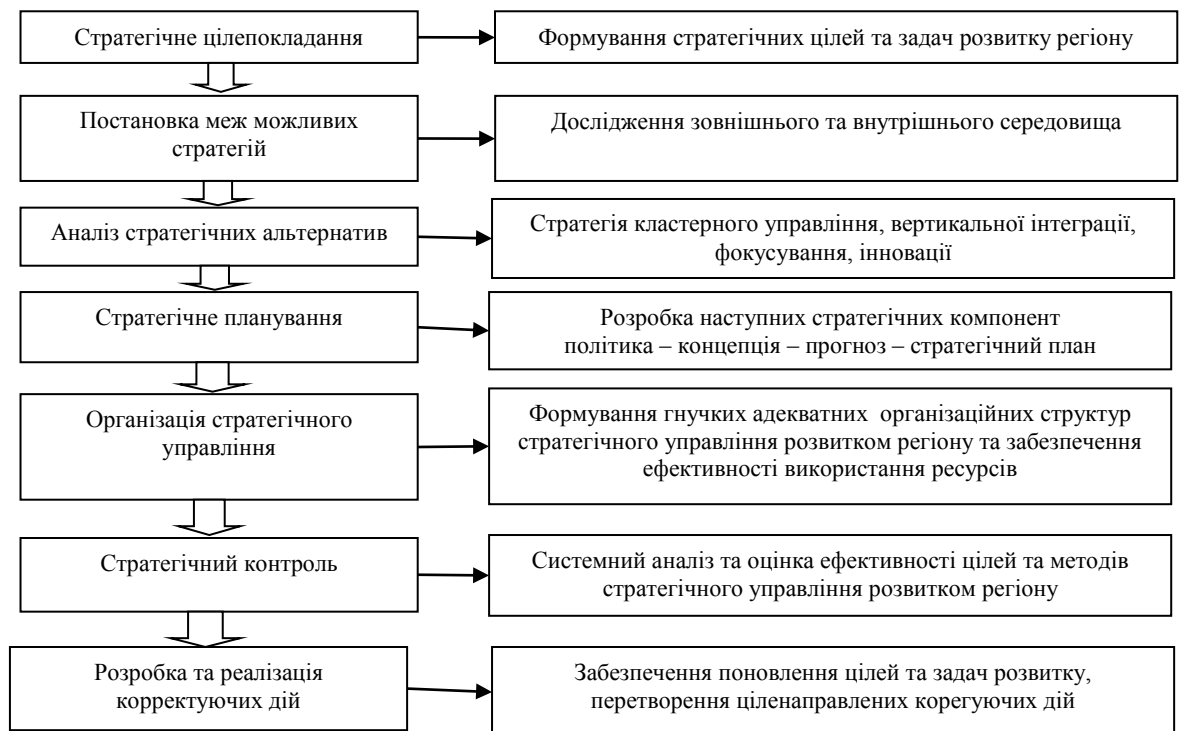 Стратегічне цілепокладання
Формування стратегічних цілей та задач розвитку регіону
Постановка меж можливих
стратегій
Дослідження зовнішнього та внутрішнього середовища
Аналіз стратегічних альтернатив
Стратегія кластерного управління, вертикальної інтеграції,
фокусування, інновації
Стратегічне планування
Розробка наступних стратегічних компонент
політика – концепція – прогноз – стратегічний план
Організація стратегічного
управління
Формування гнучких адекватних організаційних структур
стратегічного управління розвитком регіону та забезпечення
ефективності використання ресурсів
Стратегічний контроль
Системний аналіз та оцінка ефективності цілей та методів
стратегічного управління розвитком регіону
Розробка та реалізація
корректуючих дій
Забезпечення поновлення цілей та задач розвитку,
перетворення ціленаправлених корегуючих дій